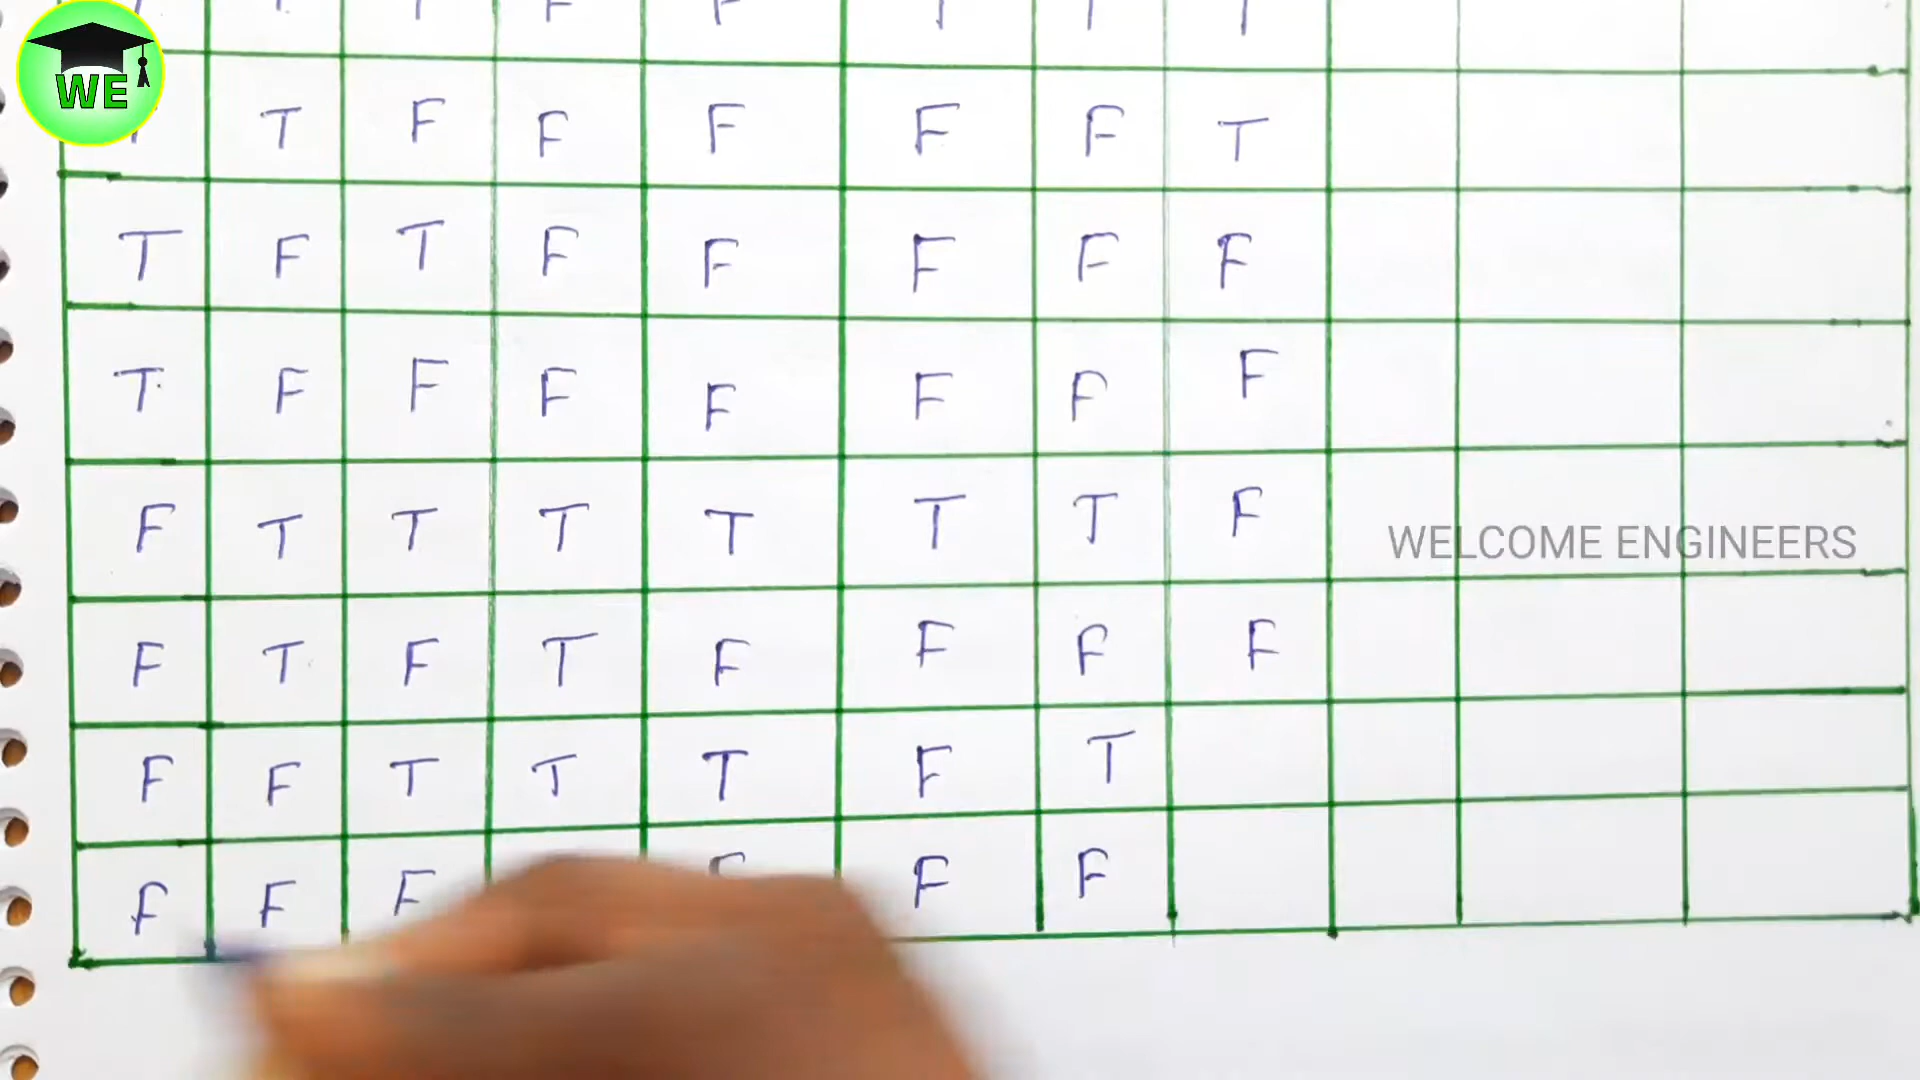 T T T F F T T T
WE
T F F F F F T
T F T F F F F F
T F F F F F F F
F T T T T T T F
WELCOME ENGINEERS
F T F T F F F F
F F T T T F T
F F F F F